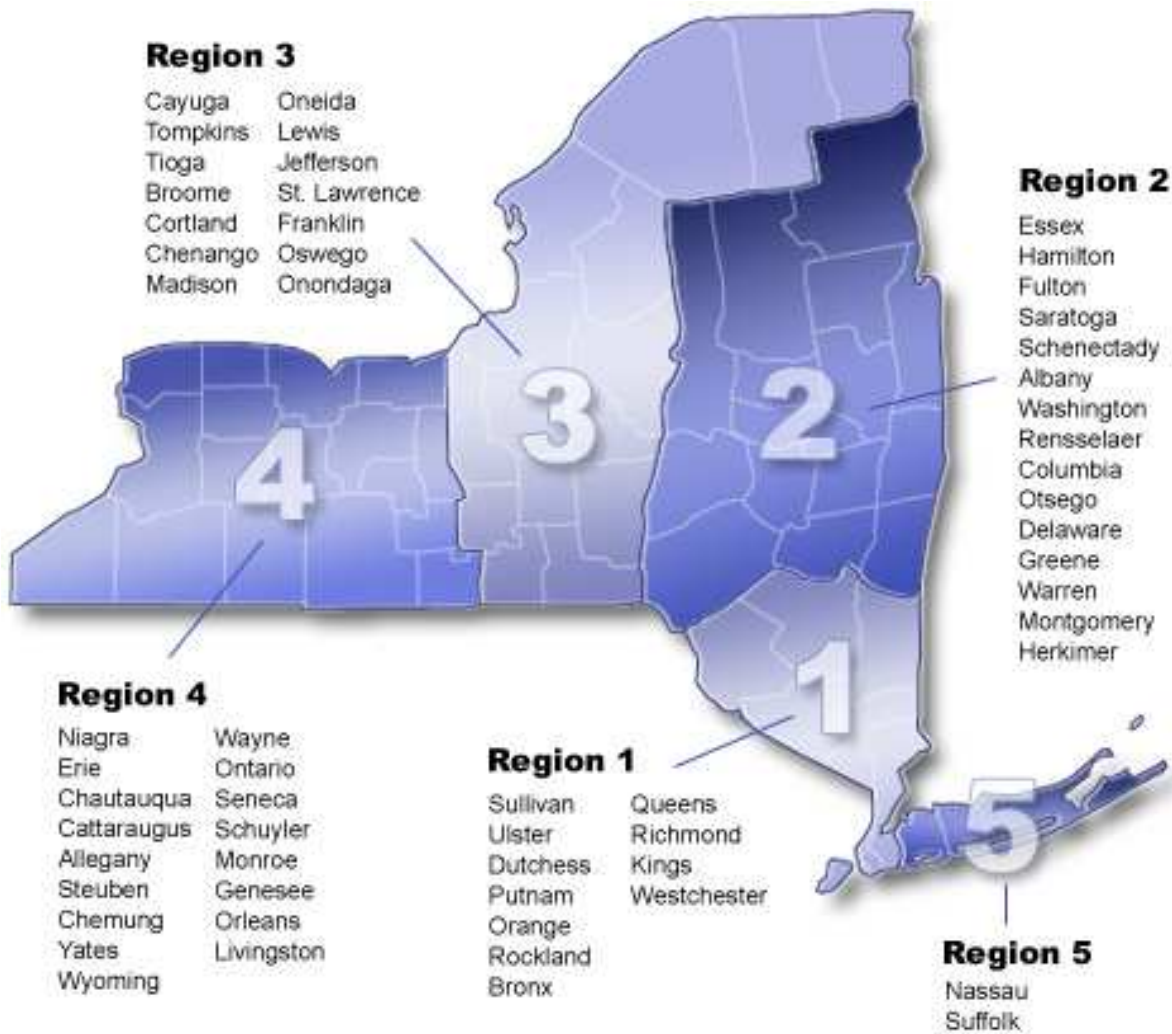 Region 3
Cayuga Oneida
Tompkins Lewis
Tioga Jefferson
Broome St. Lawrence
Cortland Franklin
Chenango Oswego
Madison Onondaga
Region 2
Essex
Hamilton
Fulton
Saratoga
Schenectady
Albany
Washington
Rensselaer
Columbia
Otsego
Delaware
Greene
Warren
Montgomery
Herkimer
3
2
4
1
5
Region 4
Niagra Wayne
Erie Ontario
Chautauqua Seneca
Cattaraugus Schuyler
Allegany Monroe
Steuben Genesee
Chemung Orleans
Yates Livingston
Wyoming
Region 1
Sullivan Queens
Ulster Richmond
Dutchess Kings
Putnam Westchester
Orange
Rockland
Bronx
Region 5
Nassau
Suffolk